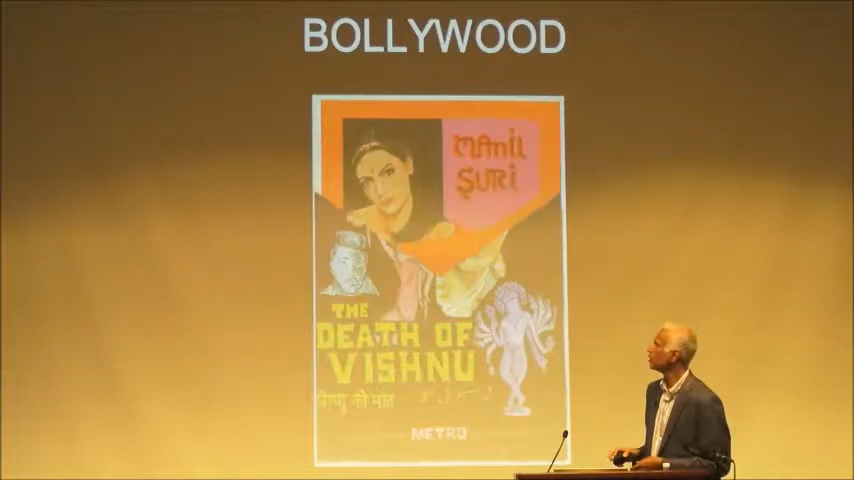 BOLLYWOOD
MANIL
SURI
THE
DEATH OF
VISHNU
की मौत
METRO